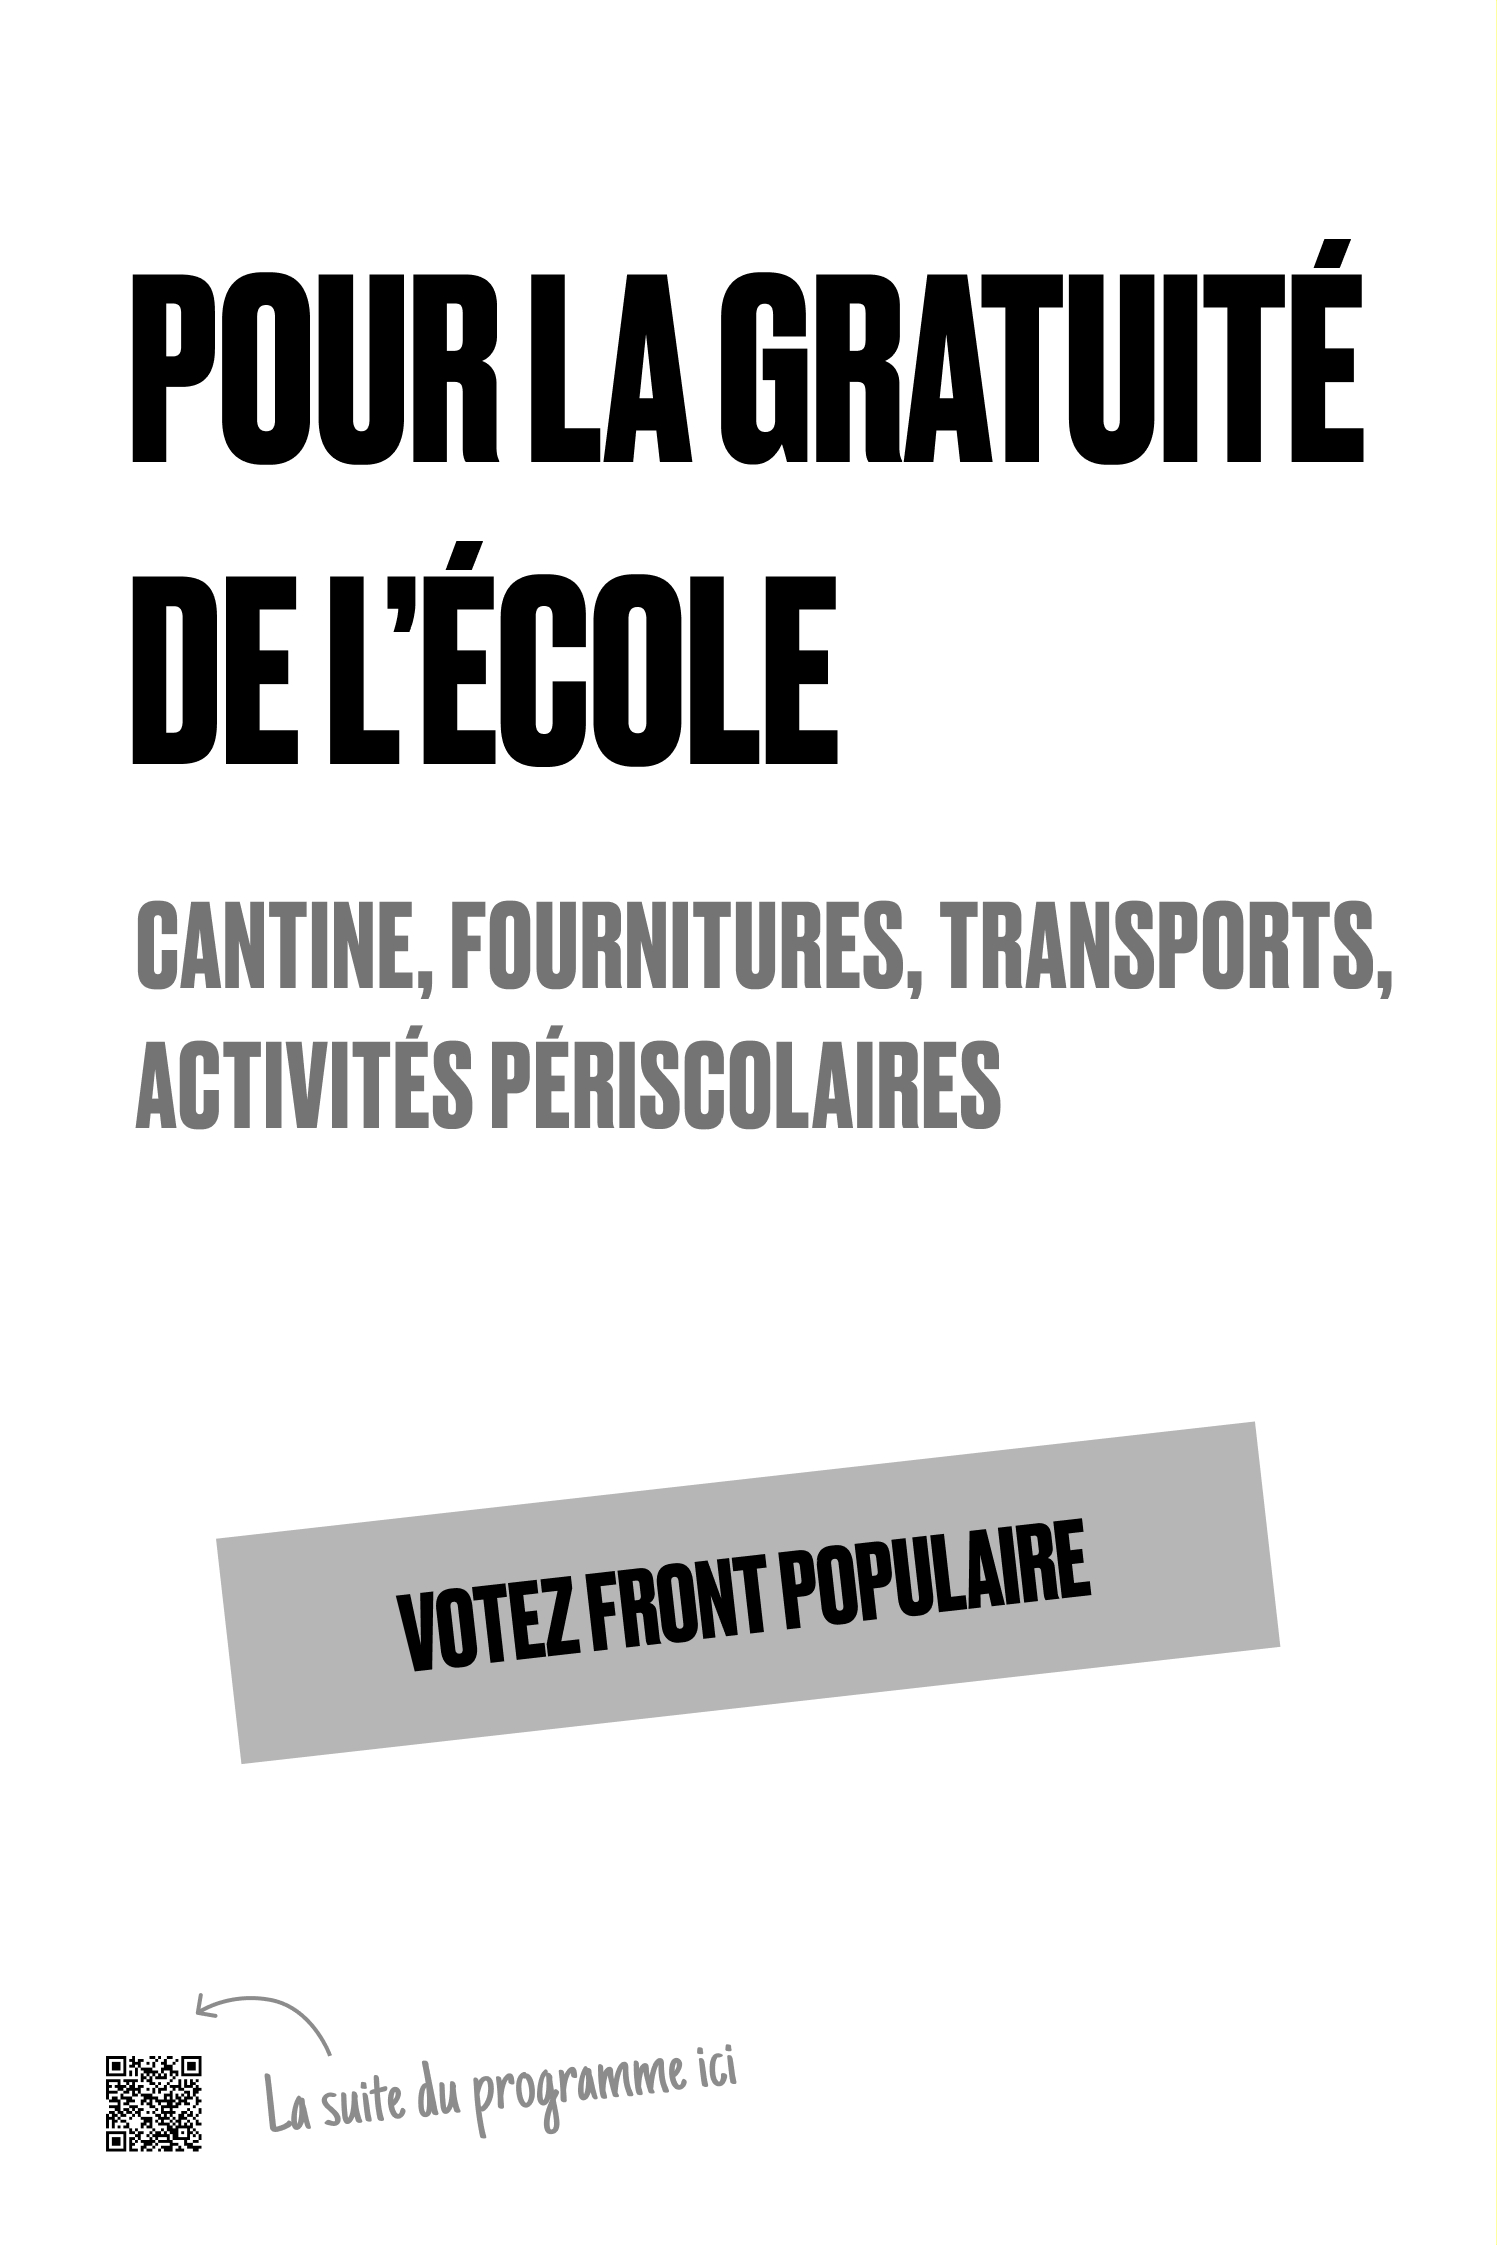 POUR LA GRATUITÉ
DE L’ÉCOLE
CANTINE, FOURNITURES, TRANSPORTS,
ACTIVITÉS PÉRISCOLAIRES
VOTEZ FRONT POPULAIRE
La suite du programme ici